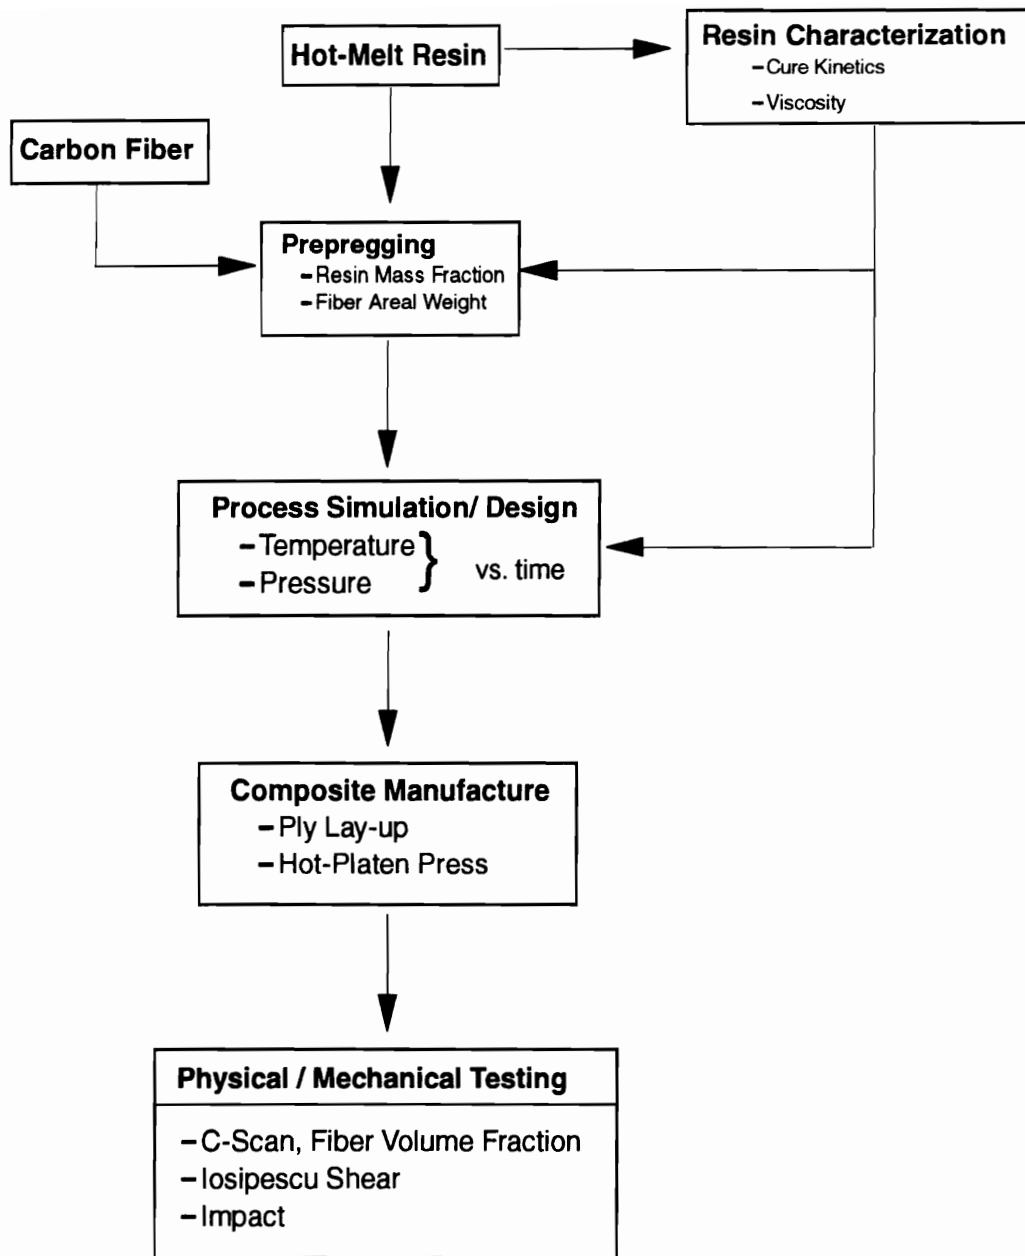 Hot-Melt Resin
Resin Characterization
–Cure Kinetics
–Viscosity
Carbon Fiber
Prepregging
–Resin Mass Fraction
–Fiber Areal Weight
Process Simulation/ Design
–Temperature
–Pressure
} vs. time
Composite Manufacture
–Ply Lay-up
–Hot-Platen Press
Physical / Mechanical Testing
–C-Scan, Fiber Volume Fraction
–Iosipescu Shear
–Impact